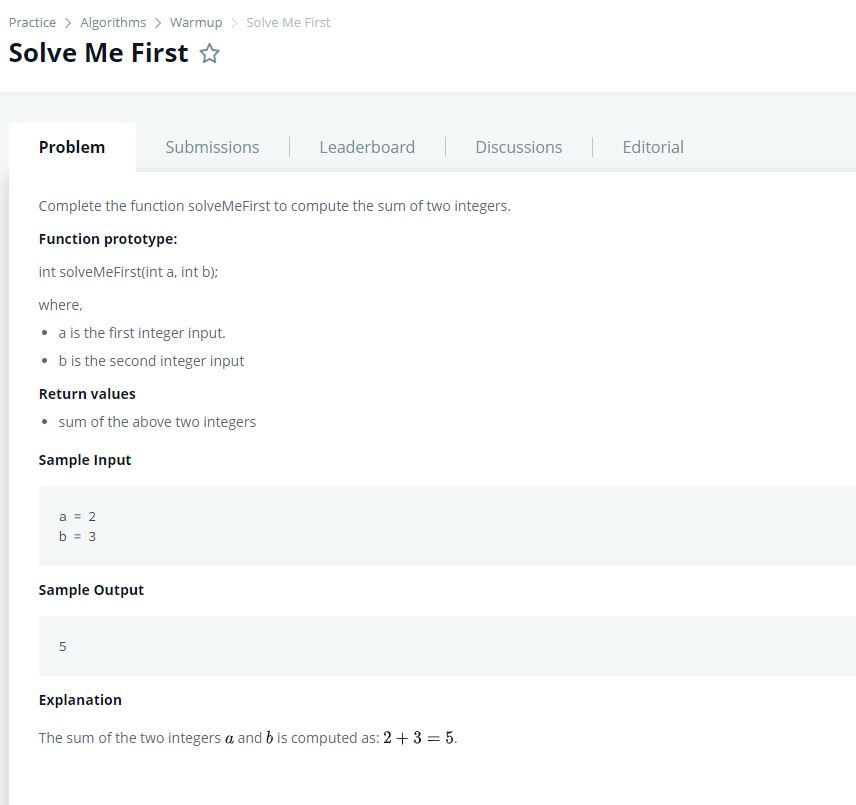 Practice > Algorithms > Warmup > Solve Me First
Solve Me First
Problem Submissions Leaderboard Discussions Editorial
Complete the function solveMeFirst to compute the sum of two integers.
Function prototype:
int solveMeFirst(int a, int b);
where,
• a is the first integer input.
• b is the second integer input
Return values
• sum of the above two integers
Sample Input
a = 2
b = 3
Sample Output
5
Explanation
The sum of the two integers a and b is computed as: 2 + 3 = 5.